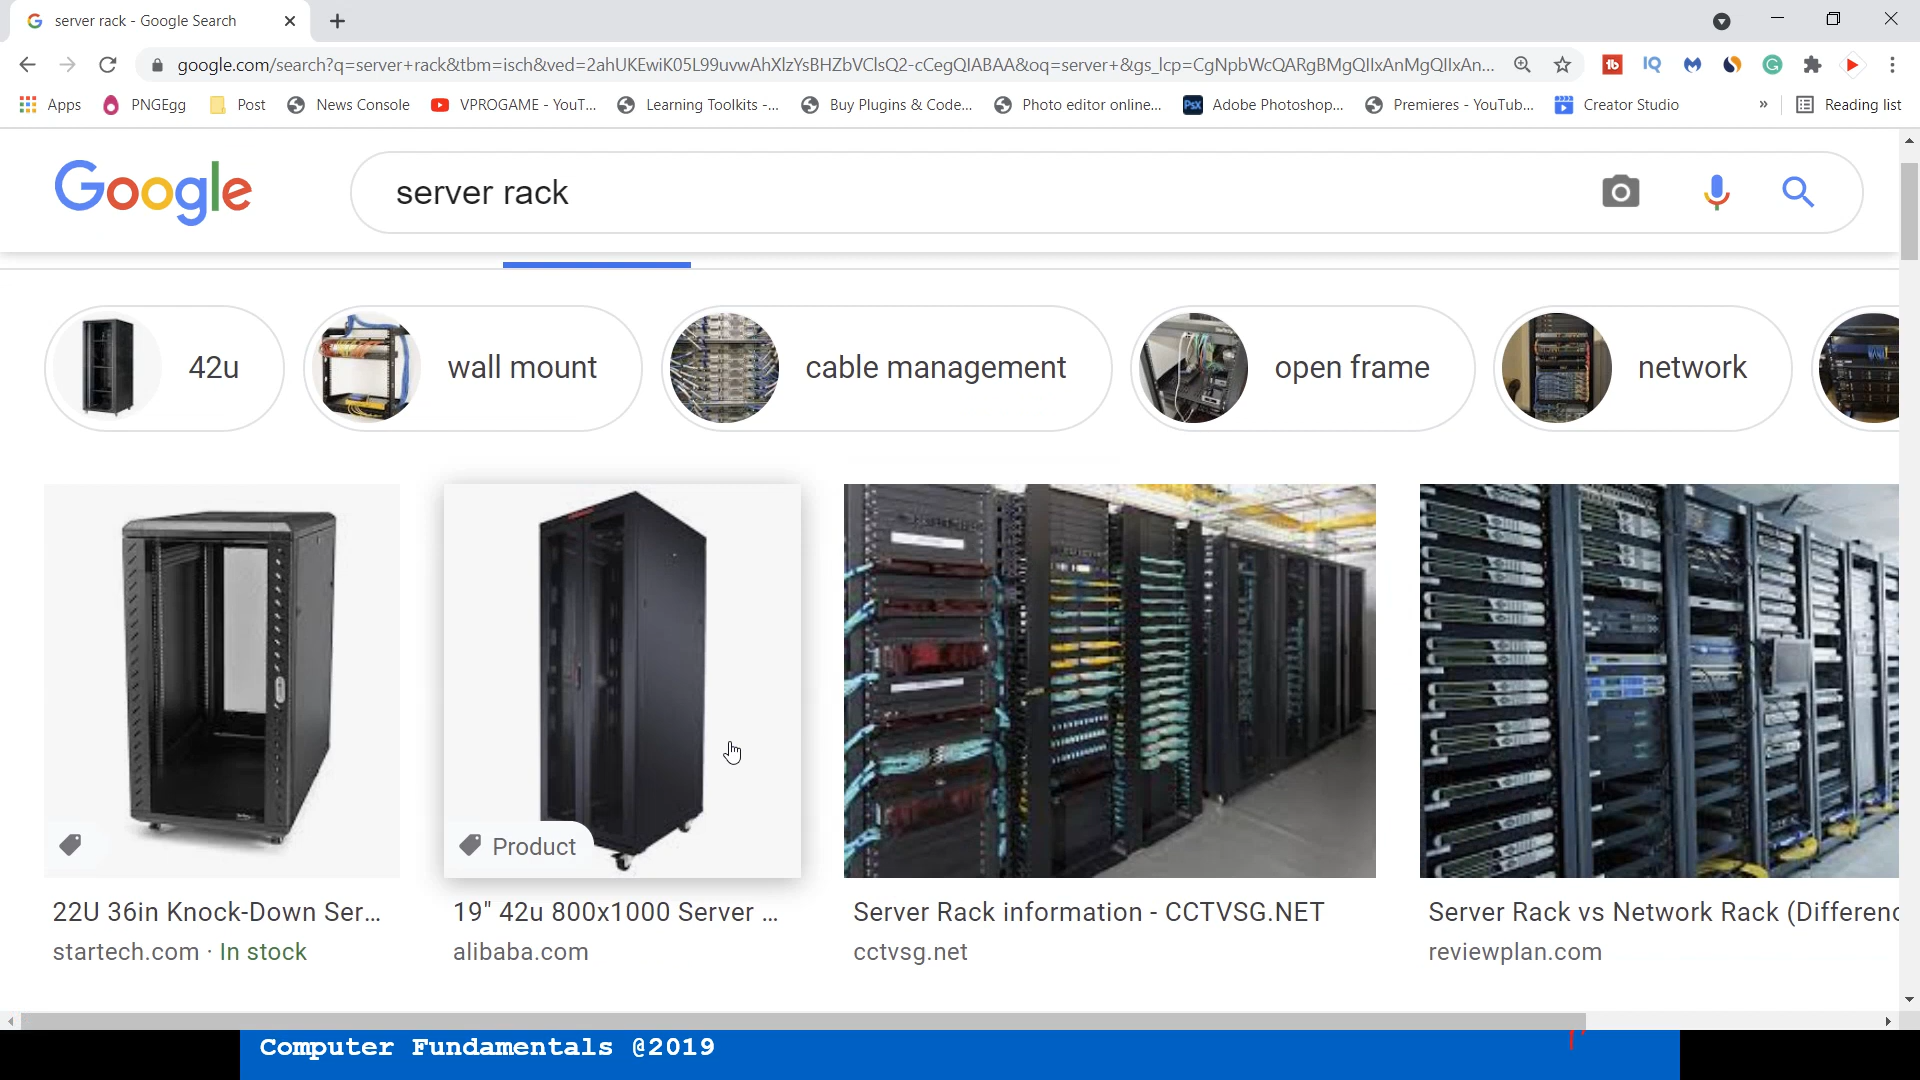 server rack - Google Search
google.com/search?q=server+rack&tbm=isch&ved=2ahUKEwiK05L99uvwAhXlzYsBHZbVClsQ2-cCegQIABAA&oq=server+&gs_lcp=CgNpbWcQARgBMgQIIxAnMgQIIxAn...
Apps
PNGEgg
Post
News Console
VPROGAME - YouT...
Learning Toolkits -...
Buy Plugins & Code...
Photo editor online...
Adobe Photoshop...
Premieres - YouTub...
Creator Studio
»
Reading list
Google
server rack
42u
wall mount
cable management
open frame
network
Product
22U 36in Knock-Down Ser...
startech.com · In stock
19" 42u 800x1000 Server ...
alibaba.com
Server Rack information - CCTVSG.NET
cctvsg.net
Server Rack vs Network Rack (Differenc
reviewplan.com
Computer Fundamentals @2019